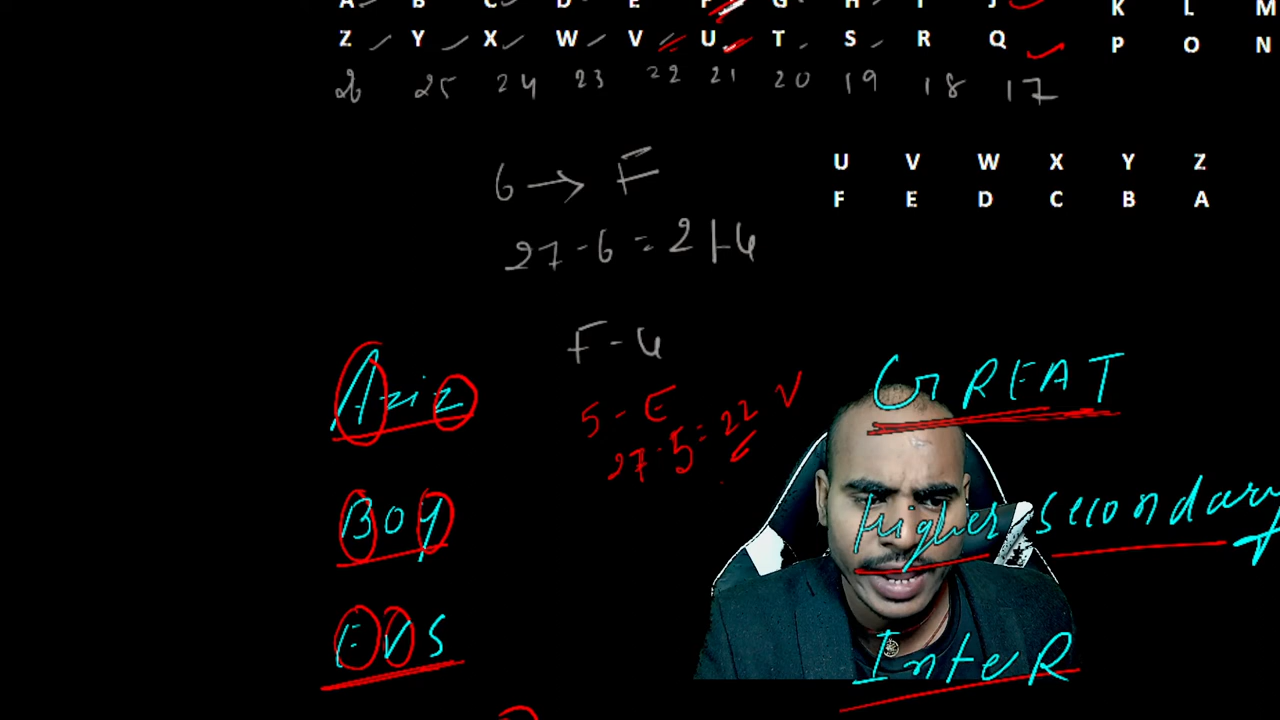 A B C D E F G H I J K L M
Z Y X W V U T S R Q P O N
26 25 24 23 22 21 20 19 18 17
U V W X Y Z
F E D C B A
6 → F
27 - 6 = 21 - U
F - U
Aziz
5 - E
27 - 5 = 22 V
GREAT
Boy
Higher secondary
EVS
InteR